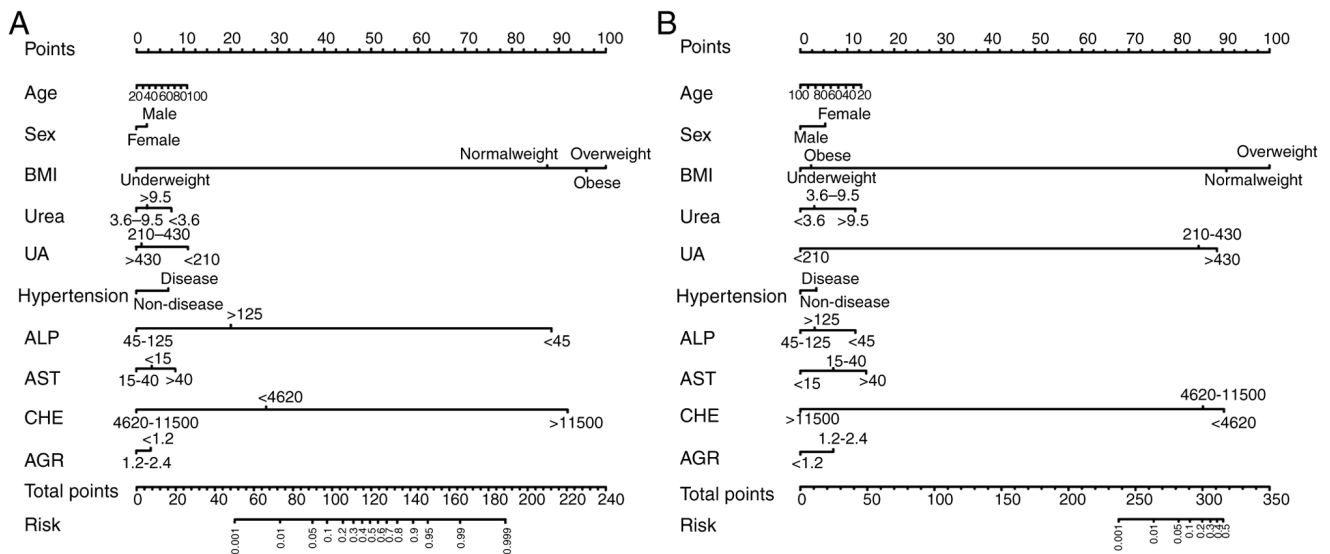 A
Points
0 10 20 30 40 50 60 70 80 90 100
Age
20 40 60 80 100
Male
Sex
Female
Normalweight Overweight
BMI
Underweight Obese
>9.5
Urea
3.6–9.5 <3.6
210–430
UA
>430 <210
Disease
Hypertension
Non-disease
>125
ALP
45-125 <45
<15
AST
15-40 >40
<4620
CHE
4620-11500 >11500
<1.2
AGR
1.2-2.4
Total points
0 20 40 60 80 100 120 140 160 180 200 220 240
Risk
0.001 0.01 0.05 0.1 0.2 0.3 0.4 0.5 0.6 0.7 0.8 0.9 0.95 0.99 0.999
B
Points
0 10 20 30 40 50 60 70 80 90 100
Age
100 80 60 40 20
Female
Sex
Male
Obese Overweight
BMI
Underweight Normalweight
3.6–9.5
Urea
<3.6 >9.5
210-430
UA
<210 >430
Disease
Hypertension
Non-disease
>125
ALP
45-125 <45
15-40
AST
<15 >40
4620-11500
CHE
>11500 <4620
1.2-2.4
AGR
<1.2
Total points
0 50 100 150 200 250 300 350
Risk
0.001 0.01 0.05 0.1 0.2 0.3 0.4 0.5